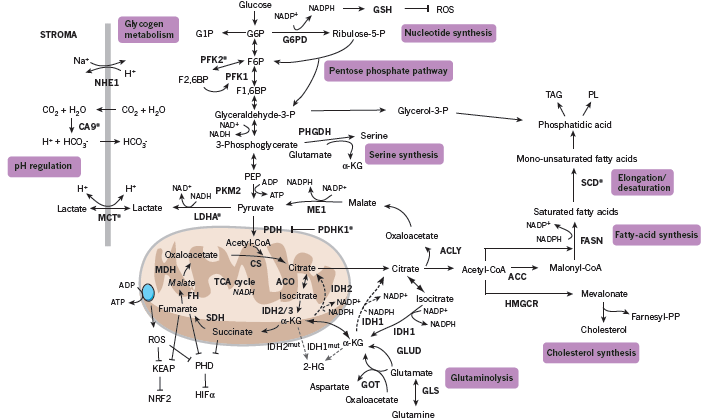 Glucose
NADP+
NADPH
GSH
ROS
Glycogen
metabolism
G1P
G6P
G6PD
Ribulose-5-P
Nucleotide synthesis
STROMA
PFK2*
F6P
Na+
H+
NHE1
F2,6BP
PFK1
F1,6BP
Pentose phosphate pathway
CO2 + H2O
CO2 + H2O
CA9*
H+ + HCO3-
HCO3-
Glyceraldehyde-3-P
Glycerol-3-P
NAD+
NADH
3-Phosphoglycerate
PHGDH
Serine
Glutamate
α-KG
Serine synthesis
TAG
PL
Phosphatidic acid
Mono-unsaturated fatty acids
SCD*
Elongation/
desaturation
Saturated fatty acids
pH regulation
PEP
ADP
ATP
PKM2
NAD+
NADH
NADPH
NADP+
H+
H+
Lactate
MCT*
Lactate
LDHA*
Pyruvate
ME1
Malate
Oxaloacetate
PDH
PDHK1*
NADP+
NADPH
FASN
Fatty-acid synthesis
Acetyl-CoA
Oxaloacetate
CS
Citrate
Citrate
ACLY
Acetyl-CoA
ACC
Malonyl-CoA
MDH
Malate
TCA cycle
NADH
ACO
IDH2
Isocitrate
Isocitrate
ADP
ATP
FH
Fumarate
SDH
Succinate
IDH2/3
α-KG
NADP+
NADPH
NADP+
NADPH
IDH1
IDH1
NADP+
NADPH
HMGCR
Mevalonate
Farnesyl-PP
Cholesterol
Cholesterol synthesis
ROS
KEAP
NRF2
PHD
HIFα
IDH2mut
IDH1mut
α-KG
2-HG
GLUD
Glutamate
Aspartate
GOT
Oxaloacetate
GLS
Glutamine
Glutaminolysis